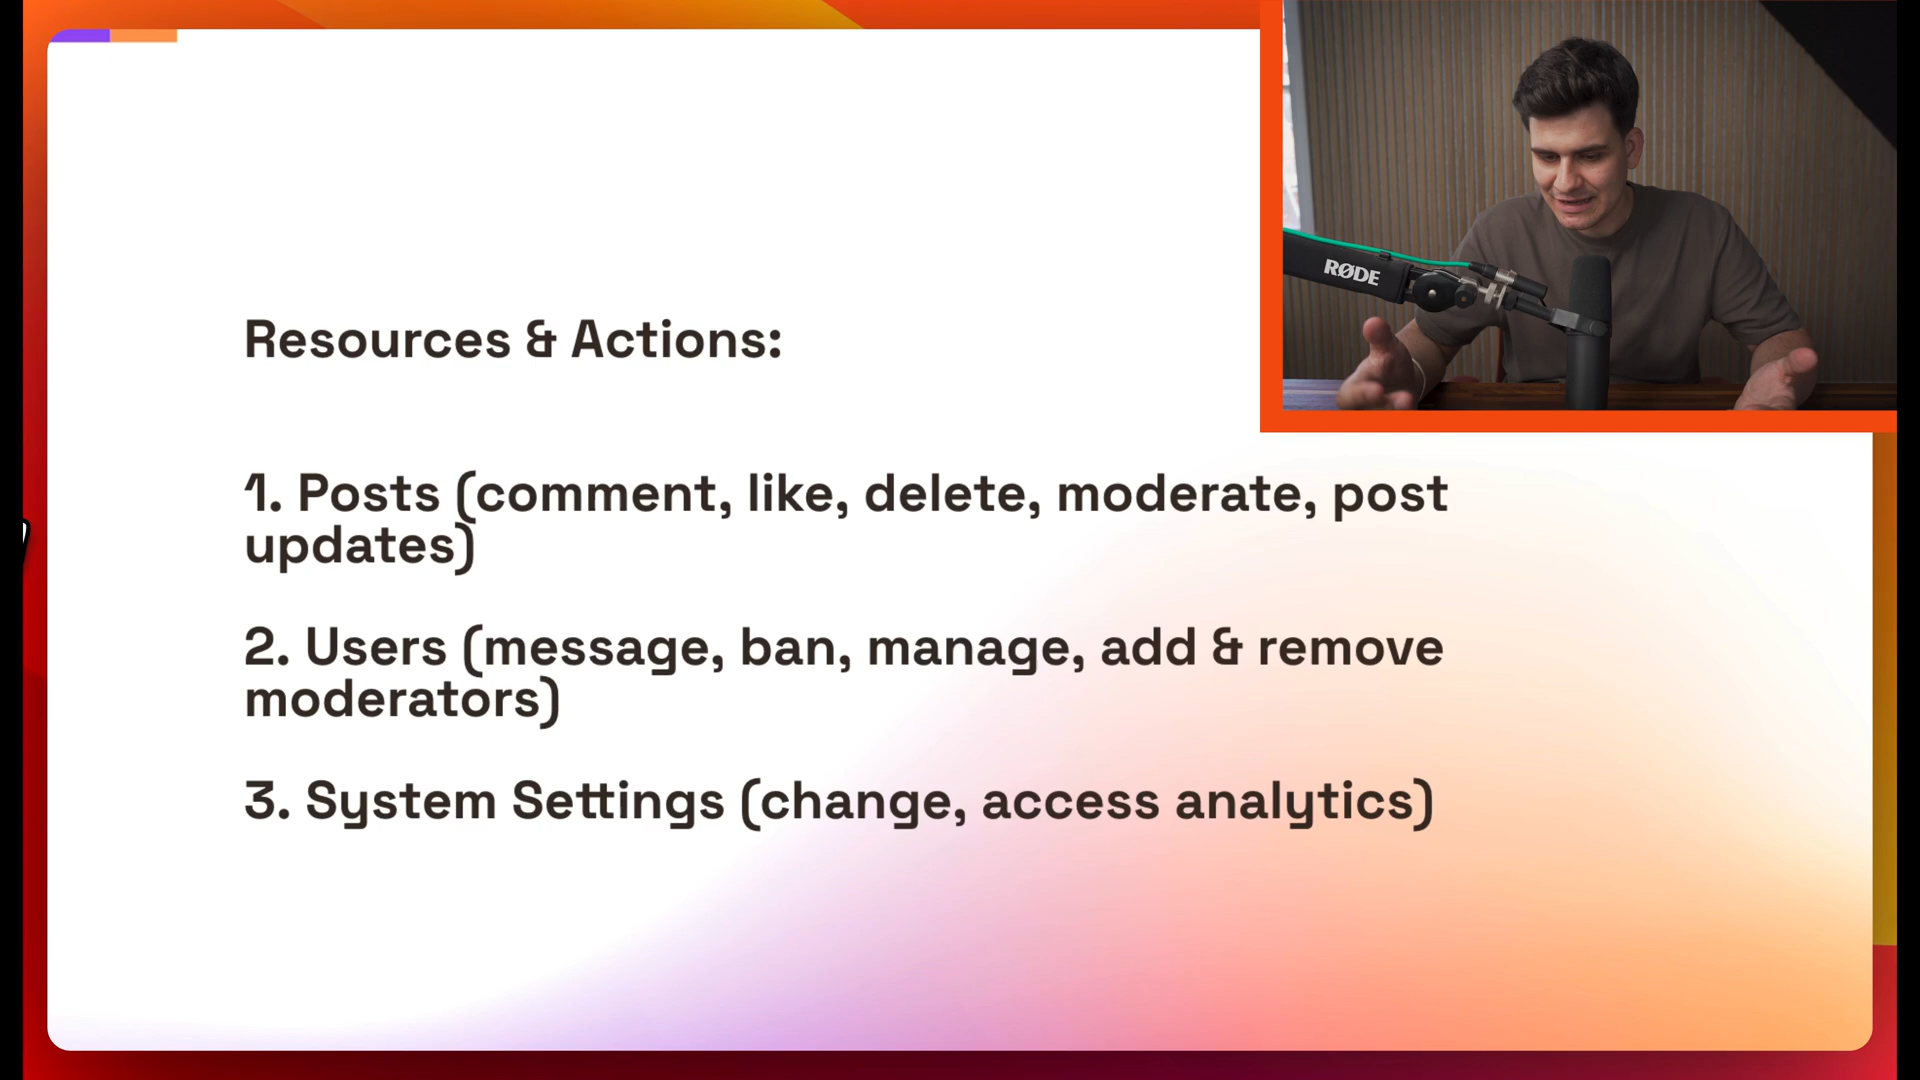 RØDE
Resources & Actions:
1. Posts (comment, like, delete, moderate, post
updates)
2. Users (message, ban, manage, add & remove
moderators)
3. System Settings (change, access analytics)